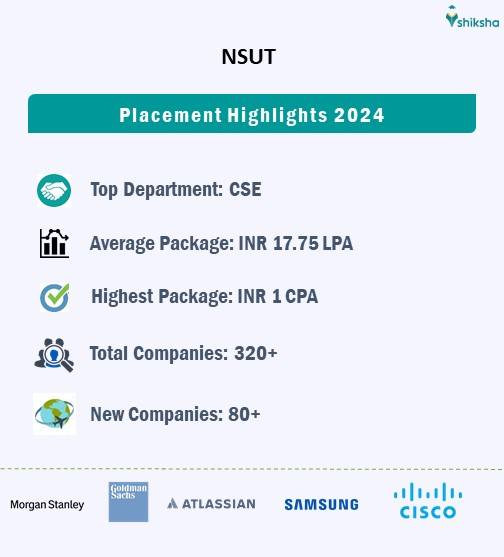 shiksha
NSUT
Placement Highlights 2024
Top Department: CSE
Average Package: INR 17.75 LPA
Highest Package: INR 1 CPA
Total Companies: 320+
New Companies: 80+
Morgan Stanley
Goldman
Sachs
ATLASSIAN
SAMSUNG
CISCO